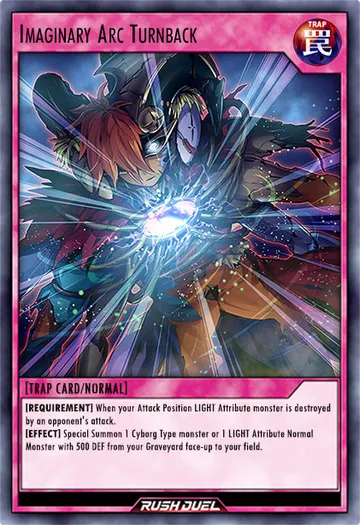 Imaginary Arc Turnback
TRAP
罠
[TRAP CARD/NORMAL]
[REQUIREMENT] When your Attack Position LIGHT Attribute monster is destroyed
by an opponent's attack.
[EFFECT] Special Summon 1 Cyborg Type monster or 1 LIGHT Attribute Normal
Monster with 500 DEF from your Graveyard face-up to your field.
RUSH DUEL